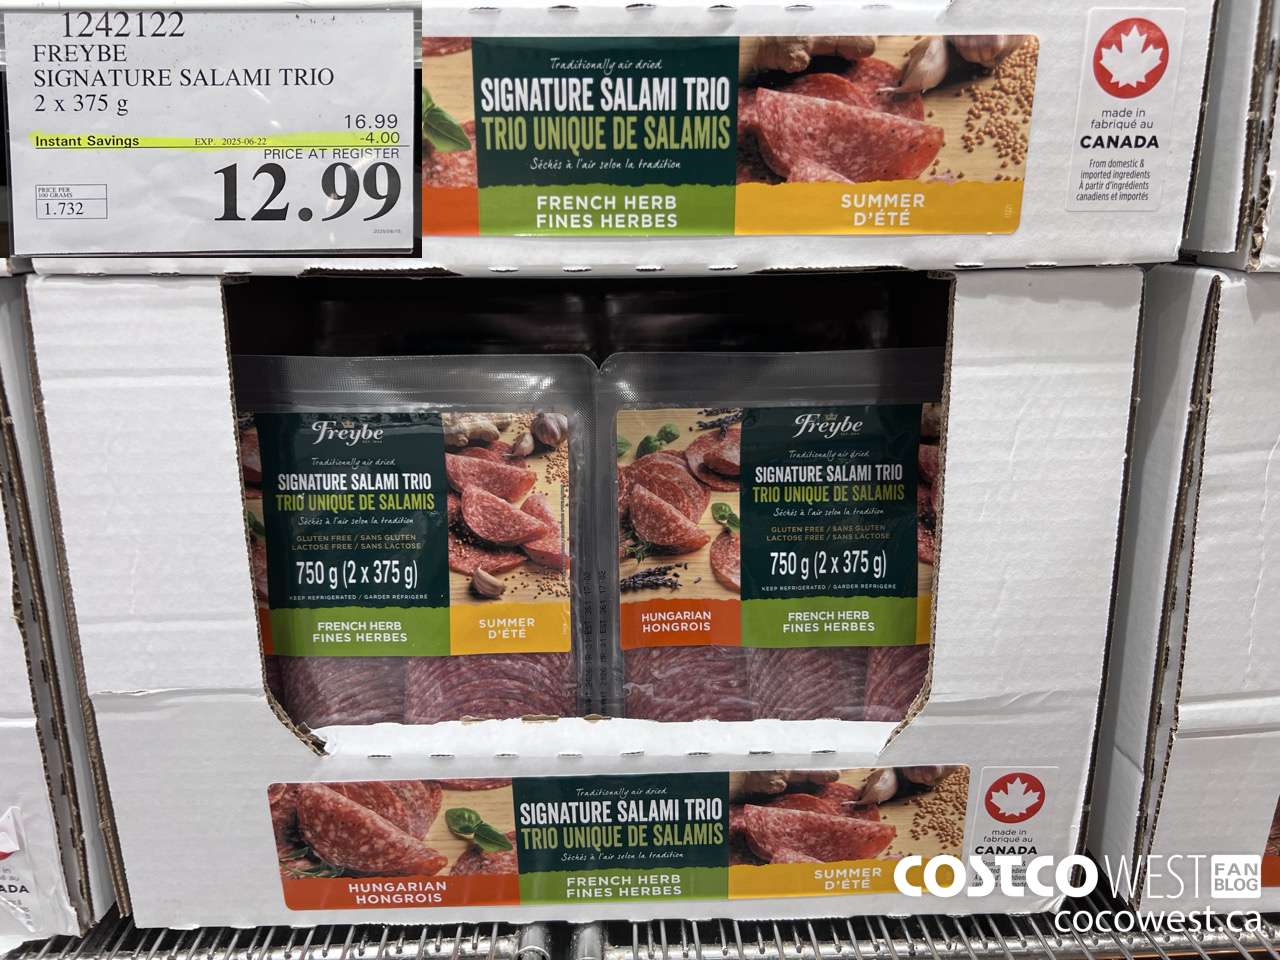 1242122
FREYBE
SIGNATURE SALAMI TRIO
2 x 375 g
16.99
Instant Savings EXP. 2025-06-22 -4.00
PRICE AT REGISTER
12.99
PRICE PER
100 GRAMS
1.732
Traditionally air dried
SIGNATURE SALAMI TRIO
TRIO UNIQUE DE SALAMIS
Séchés à l'air selon la tradition
FRENCH HERB
FINES HERBES
SUMMER
D'ÉTÉ
made in
fabriqué au
CANADA
From domestic &
imported ingredients
À partir d'ingrédients
canadiens et importés
Freybe
Traditionally air dried
SIGNATURE SALAMI TRIO
TRIO UNIQUE DE SALAMIS
Séchés à l'air selon la tradition
GLUTEN FREE / SANS GLUTEN
LACTOSE FREE / SANS LACTOSE
750 g (2 x 375 g)
KEEP REFRIGERATED / GARDER RÉFRIGÉRÉ
FRENCH HERB
FINES HERBES
SUMMER
D'ÉTÉ
Freybe
Traditionally air dried
SIGNATURE SALAMI TRIO
TRIO UNIQUE DE SALAMIS
Séchés à l'air selon la tradition
GLUTEN FREE / SANS GLUTEN
LACTOSE FREE / SANS LACTOSE
750 g (2 x 375 g)
KEEP REFRIGERATED / GARDER RÉFRIGÉRÉ
HUNGARIAN
HONGROIS
FRENCH HERB
FINES HERBES
Traditionally air dried
SIGNATURE SALAMI TRIO
TRIO UNIQUE DE SALAMIS
Séchés à l'air selon la tradition
HUNGARIAN
HONGROIS
FRENCH HERB
FINES HERBES
SUMMER
D'ÉTÉ
made in
fabriqué au
CANADA
COSTCO WEST FAN
BLOG
cocowest.ca